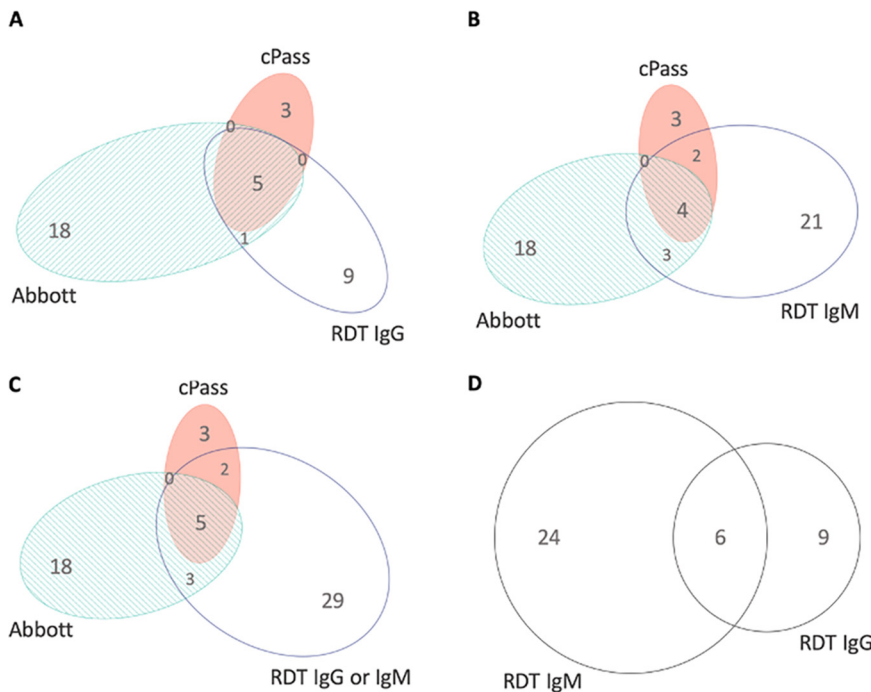 A
cPass
3
0
0
5
18
1
9
Abbott
RDT IgG
B
cPass
3
2
0
4
21
18
3
Abbott
RDT IgM
C
cPass
3
2
0
5
18
3
29
Abbott
RDT IgG or IgM
D
24
6
9
RDT IgG
RDT IgM